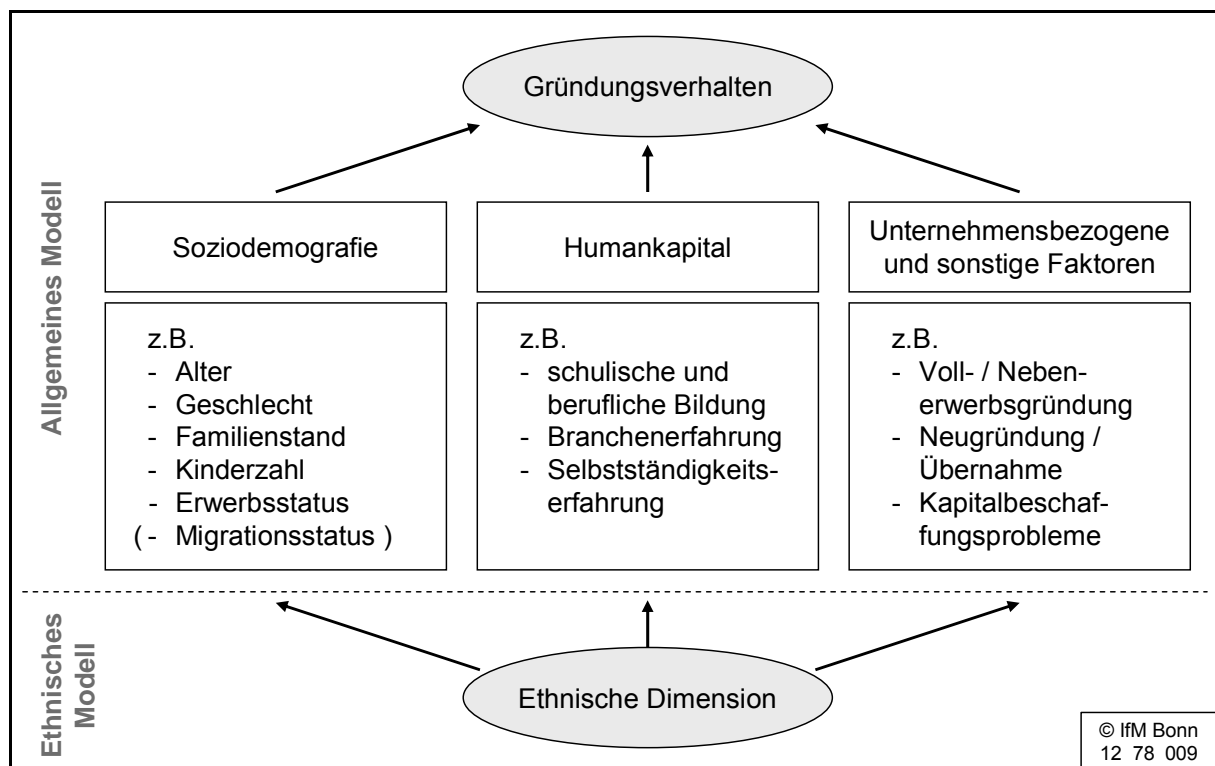 Gründungsverhalten
Allgemeines Modell
Soziodemografie
Humankapital
Unternehmensbezogene
und sonstige Faktoren
z.B.
- Alter
- Geschlecht
- Familienstand
- Kinderzahl
- Erwerbsstatus
( - Migrationsstatus )
z.B.
- schulische und
berufliche Bildung
- Branchenerfahrung
- Selbstständigkeits-
erfahrung
z.B.
- Voll- / Neben-
erwerbsgründung
- Neugründung /
Übernahme
- Kapitalbeschaf-
fungsprobleme
Ethnisches
Modell
Ethnische Dimension
© IfM Bonn
12 78 009